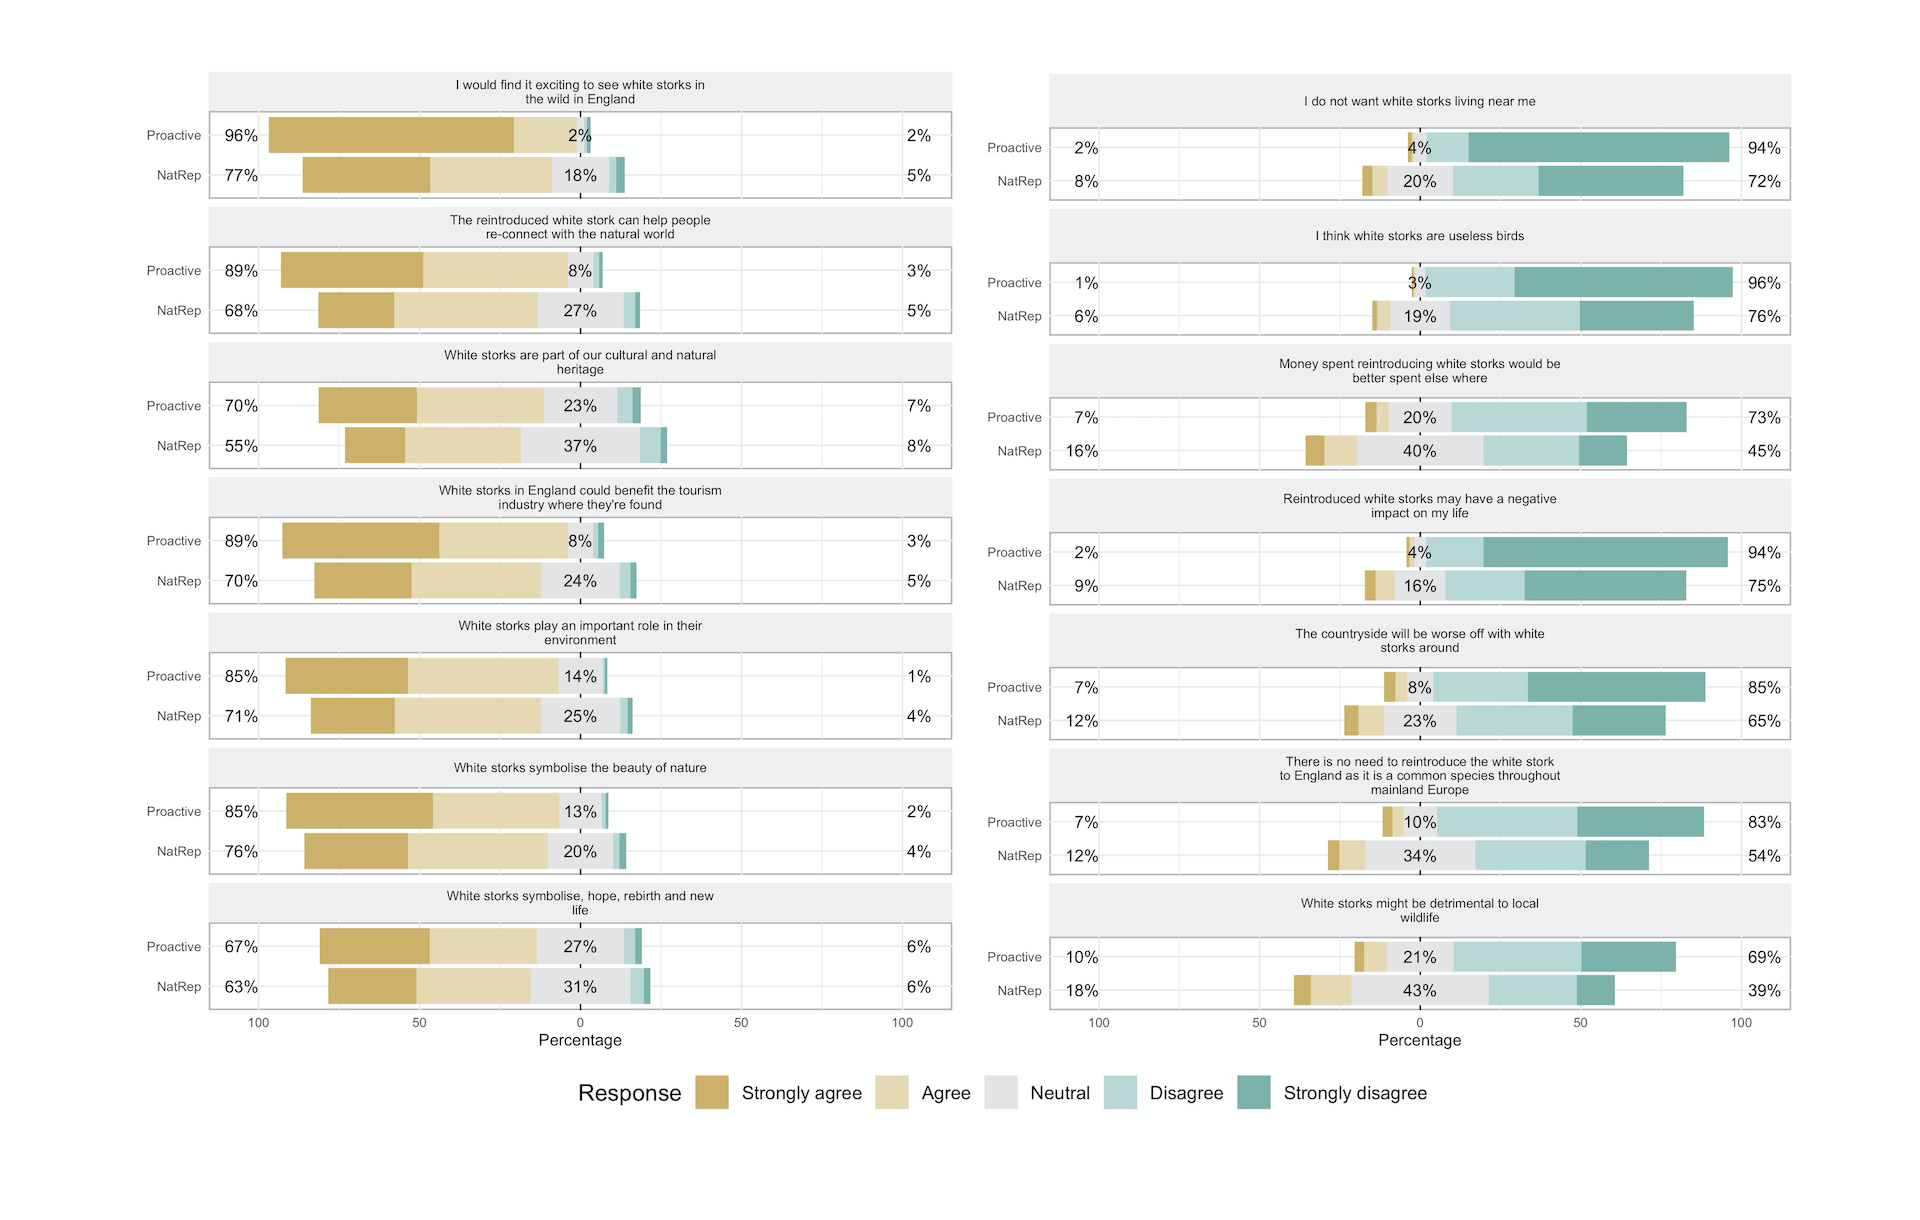 I would find it exciting to see white storks in
the wild in England
Proactive 96% 2% 2%
NatRep 77% 18% 5%
The reintroduced white stork can help people
re-connect with the natural world
Proactive 89% 8% 3%
NatRep 68% 27% 5%
White storks are part of our cultural and natural
heritage
Proactive 70% 23% 7%
NatRep 55% 37% 8%
White storks in England could benefit the tourism
industry where they're found
Proactive 89% 8% 3%
NatRep 70% 24% 5%
White storks play an important role in their
environment
Proactive 85% 14% 1%
NatRep 71% 25% 4%
White storks symbolise the beauty of nature
Proactive 85% 13% 2%
NatRep 76% 20% 4%
White storks symbolise, hope, rebirth and new
life
Proactive 67% 27% 6%
NatRep 63% 31% 6%
100 50 0 50 100
Percentage
I do not want white storks living near me
Proactive 2% 4% 94%
NatRep 8% 20% 72%
I think white storks are useless birds
Proactive 1% 3% 96%
NatRep 6% 19% 76%
Money spent reintroducing white storks would be
better spent else where
Proactive 7% 20% 73%
NatRep 16% 40% 45%
Reintroduced white storks may have a negative
impact on my life
Proactive 2% 4% 94%
NatRep 9% 16% 75%
The countryside will be worse off with white
storks around
Proactive 7% 8% 85%
NatRep 12% 23% 65%
There is no need to reintroduce the white stork
to England as it is a common species throughout
mainland Europe
Proactive 7% 10% 83%
NatRep 12% 34% 54%
White storks might be detrimental to local
wildlife
Proactive 10% 21% 69%
NatRep 18% 43% 39%
100 50 0 50 100
Percentage
Response Strongly agree Agree Neutral Disagree Strongly disagree